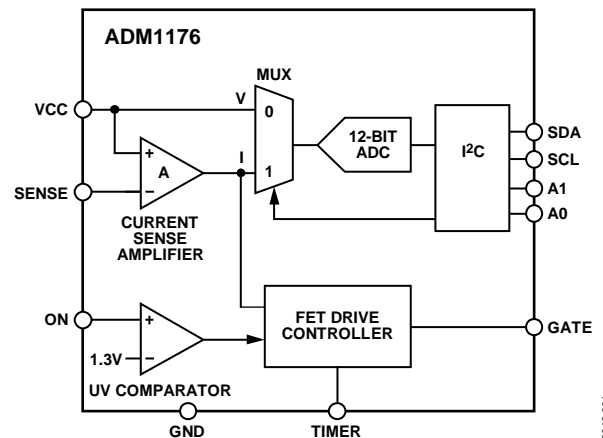 ADM1176
MUX
VCC
V
0
12-BIT
ADC
I²C
SDA
SCL
A1
A0
+
A
−
I
1
SENSE
CURRENT
SENSE
AMPLIFIER
ON
+
1.3V
−
UV COMPARATOR
FET DRIVE
CONTROLLER
GATE
GND
TIMER